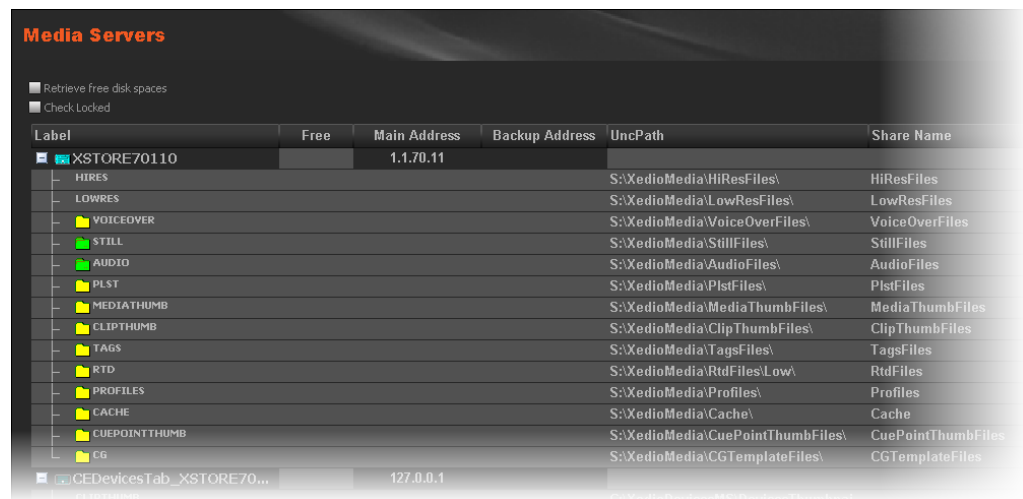 Media Servers
Retrieve free disk spaces
Check Locked
Label Free Main Address Backup Address UncPath Share Name
XSTORE70110 1.1.70.11
HIRES S:\XedioMedia\HiResFiles\ HiResFiles
LOWRES S:\XedioMedia\LowResFiles\ LowResFiles
VOICEOVER S:\XedioMedia\VoiceOverFiles\ VoiceOverFiles
STILL S:\XedioMedia\StillFiles\ StillFiles
AUDIO S:\XedioMedia\AudioFiles\ AudioFiles
PLST S:\XedioMedia\PlstFiles\ PlstFiles
MEDIATHUMB S:\XedioMedia\MediaThumbFiles\ MediaThumbFiles
CLIPTHUMB S:\XedioMedia\ClipThumbFiles\ ClipThumbFiles
TAGS S:\XedioMedia\TagsFiles\ TagsFiles
RTD S:\XedioMedia\RtdFiles\Low\ RtdFiles
PROFILES S:\XedioMedia\Profiles\ Profiles
CACHE S:\XedioMedia\Cache\ Cache
CUEPOINTTHUMB S:\XedioMedia\CuePointThumbFiles\ CuePointThumbFiles
CG S:\XedioMedia\CGTemplateFiles\ CGTemplateFiles
CEDevicesTab_XSTORE70... 127.0.0.1